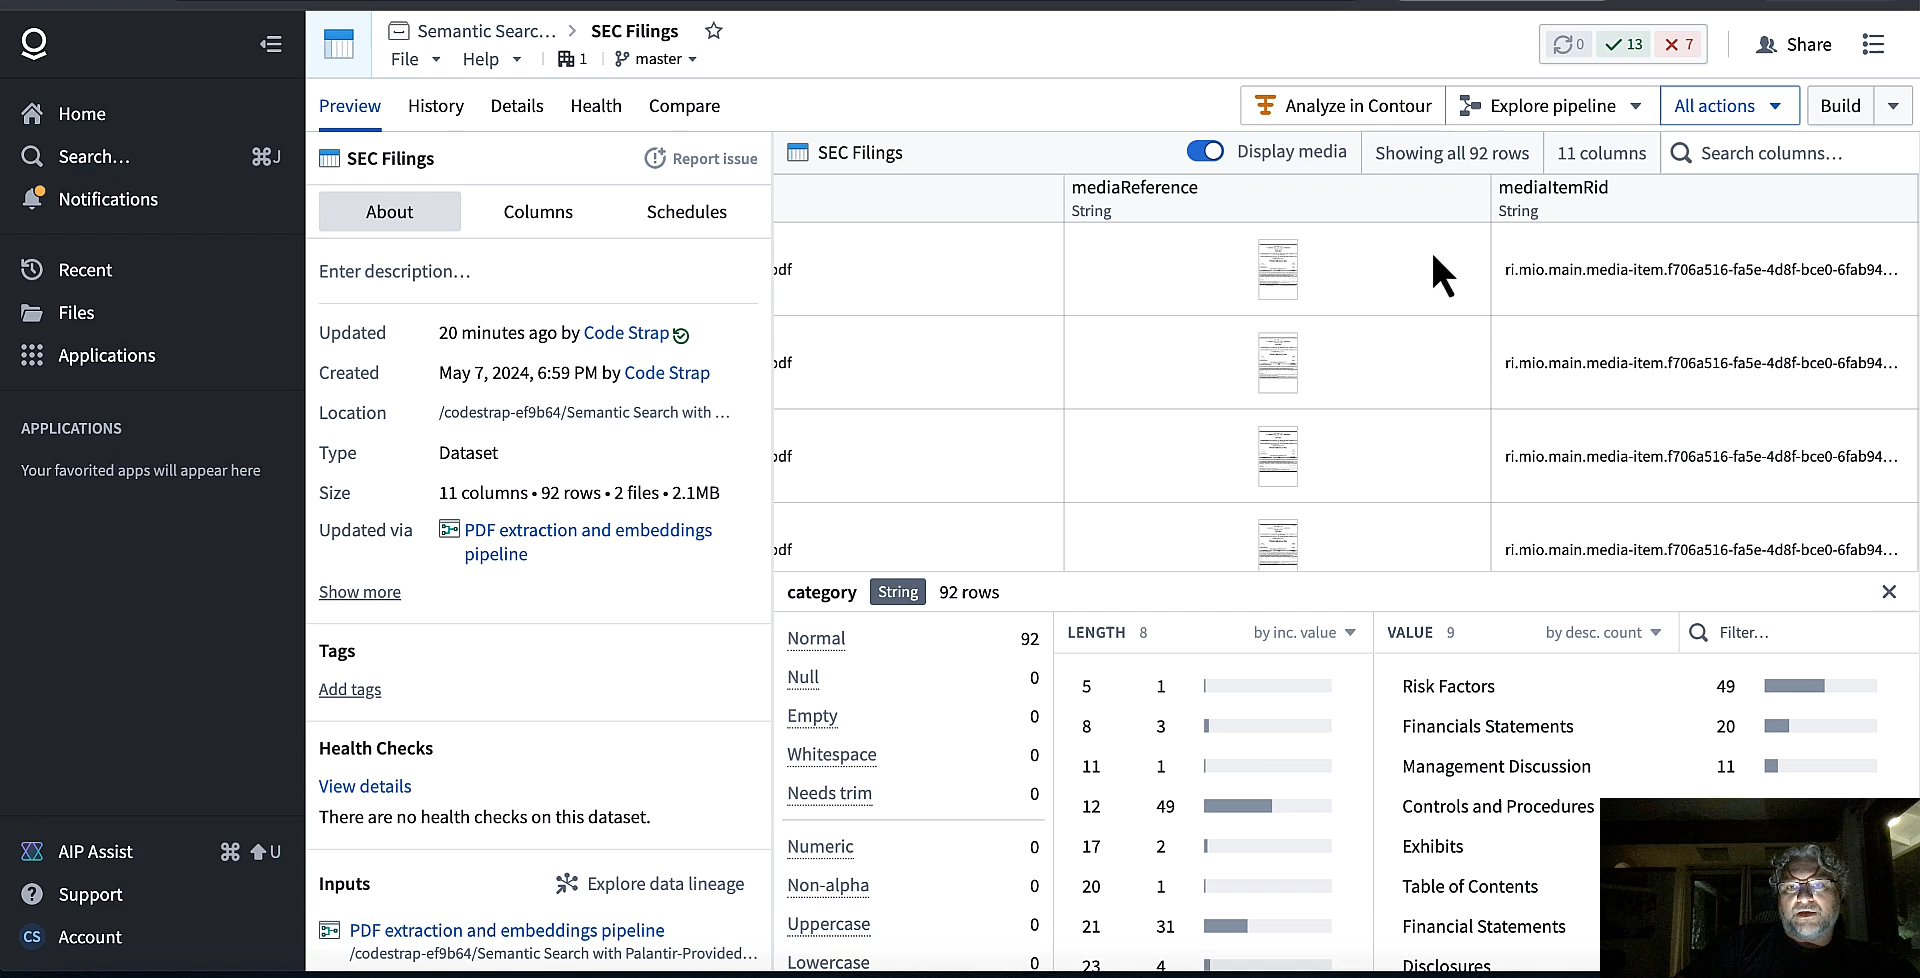 Semantic Searc... > SEC Filings
File Help 1 master
0 13 7 Share
Home
Search... ⌘J
Notifications
Recent
Files
Applications
APPLICATIONS
Your favorited apps will appear here
AIP Assist ⌘ U
Support
CS Account
Preview History Details Health Compare
Analyze in Contour Explore pipeline All actions Build
SEC Filings Report issue
About Columns Schedules
Enter description...
Updated 20 minutes ago by Code Strap
Created May 7, 2024, 6:59 PM by Code Strap
Location /codestrap-ef9b64/Semantic Search with ...
Type Dataset
Size 11 columns • 92 rows • 2 files • 2.1MB
Updated via PDF extraction and embeddings
pipeline
Show more
Tags
Add tags
Health Checks
View details
There are no health checks on this dataset.
Inputs Explore data lineage
PDF extraction and embeddings pipeline
/codestrap-ef9b64/Semantic Search with Palantir-Provided...
SEC Filings Display media Showing all 92 rows 11 columns Search columns...
mediaReference mediaItemRid
String String
pdf ri.mio.main.media-item.f706a516-fa5e-4d8f-bce0-6fab94...
pdf ri.mio.main.media-item.f706a516-fa5e-4d8f-bce0-6fab94...
pdf ri.mio.main.media-item.f706a516-fa5e-4d8f-bce0-6fab94...
pdf ri.mio.main.media-item.f706a516-fa5e-4d8f-bce0-6fab94...
category String 92 rows
Normal 92
Null 0
Empty 0
Whitespace 0
Needs trim 0
Numeric 0
Non-alpha 0
Uppercase 0
Lowercase 0
LENGTH 8 by inc. value
5 1
8 3
11 1
12 49
17 2
20 1
21 31
23 4
VALUE 9 by desc. count Filter...
Risk Factors 49
Financials Statements 20
Management Discussion 11
Controls and Procedures
Exhibits
Table of Contents
Financial Statements
Disclosures